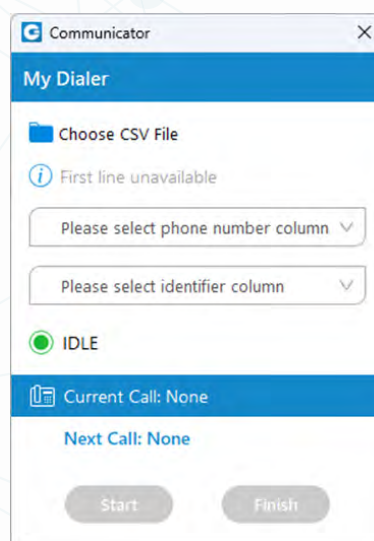 Communicator
My Dialer
Choose CSV File
First line unavailable
Please select phone number column
Please select identifier column
IDLE
Current Call: None
Next Call: None
Start
Finish